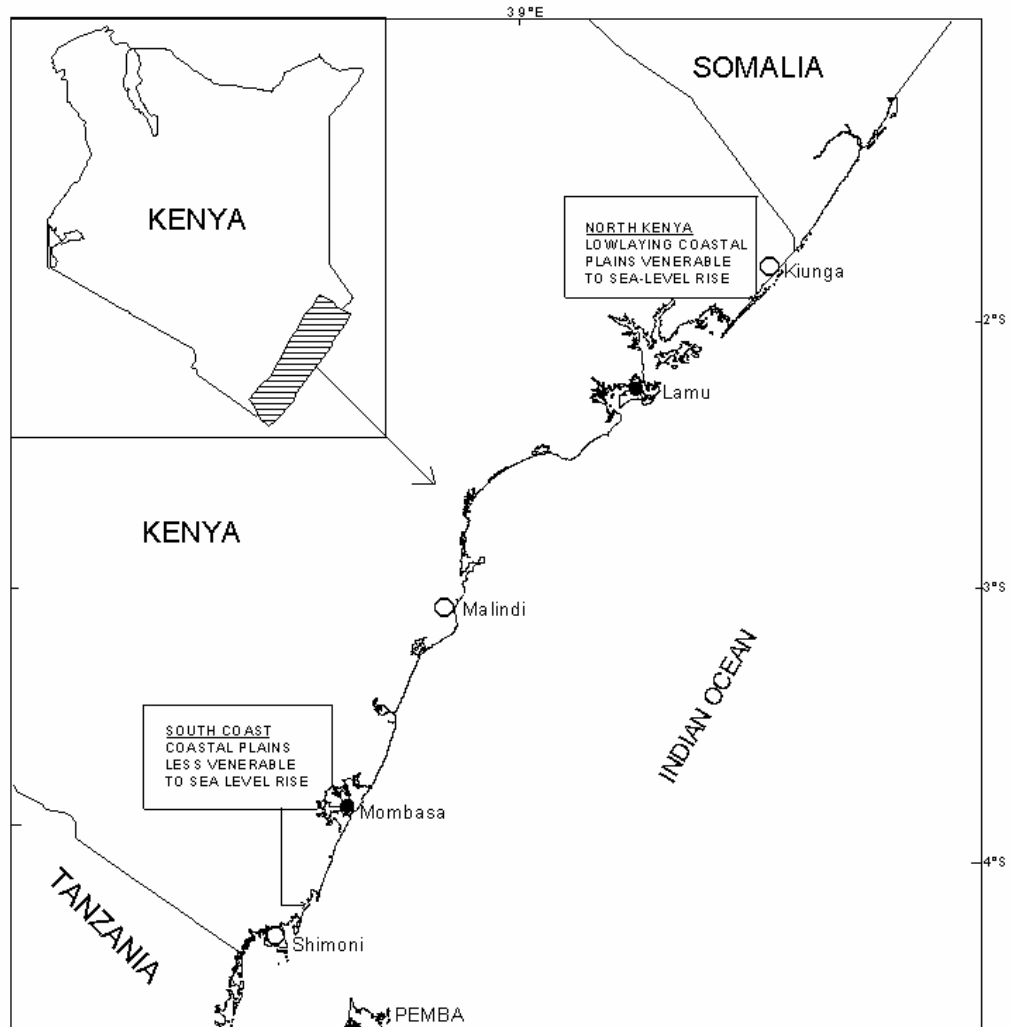 39°E
SOMALIA
KENYA
NORTH KENYA
LOWLAYING COASTAL
PLAINS VENERABLE
TO SEA-LEVEL RISE
Kiunga
2°S
Lamu
KENYA
3°S
Malindi
INDIAN OCEAN
SOUTH COAST
COASTAL PLAINS
LESS VENERABLE
TO SEA LEVEL RISE
Mombasa
4°S
TANZANIA
Shimoni
PEMBA